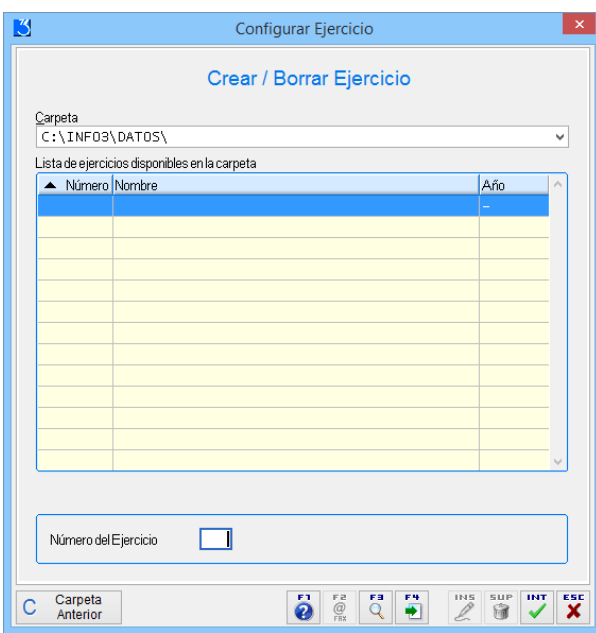 Configurar Ejercicio
Crear / Borrar Ejercicio
Carpeta
C:\INFO3\DATOS\
Lista de ejercicios disponibles en la carpeta
Número Nombre Año
–
Número del Ejercicio
C Carpeta Anterior
F1 F2 F3 F4 INS SUP INT ESC
@
FAX